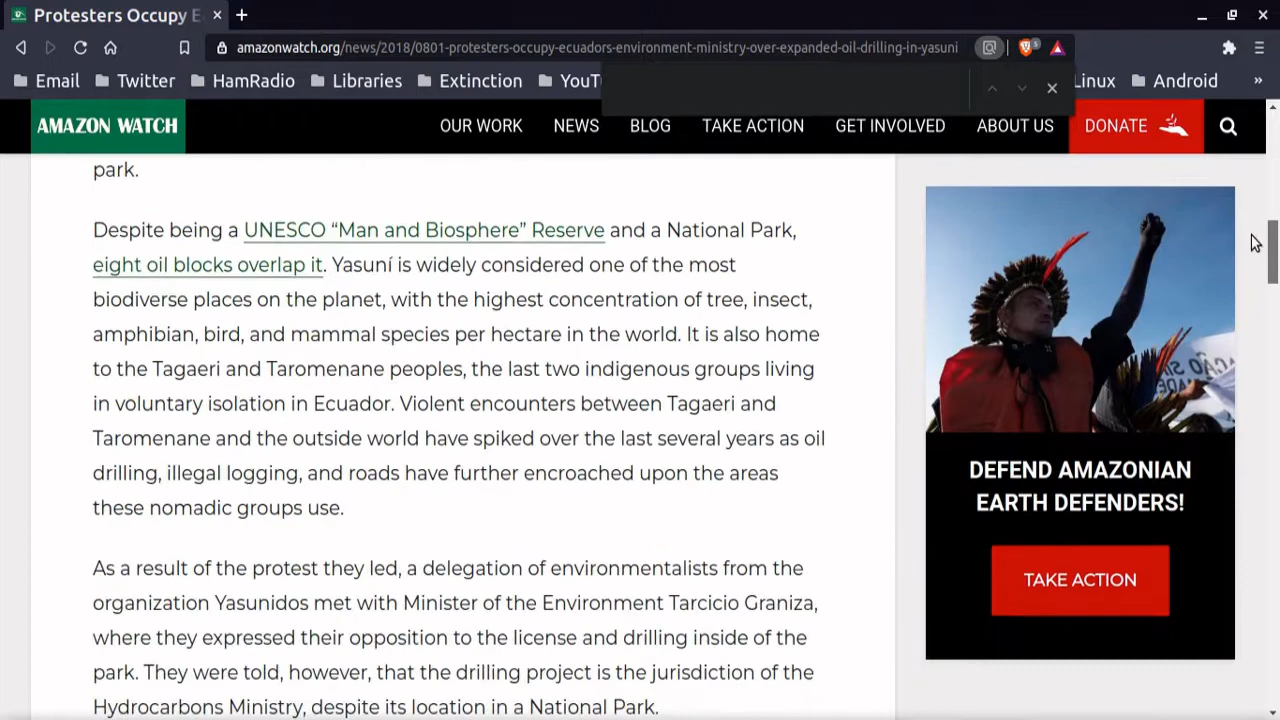 Protesters Occupy E
amazonwatch.org/news/2018/0801-protesters-occupy-ecuadors-environment-ministry-over-expanded-oil-drilling-in-yasuni
Email Twitter HamRadio Libraries Extinction YouT Linux Android »
AMAZON WATCH
OUR WORK NEWS BLOG TAKE ACTION GET INVOLVED ABOUT US DONATE
park.
Despite being a UNESCO “Man and Biosphere” Reserve and a National Park,
eight oil blocks overlap it. Yasuní is widely considered one of the most
biodiverse places on the planet, with the highest concentration of tree, insect,
amphibian, bird, and mammal species per hectare in the world. It is also home
to the Tagaeri and Taromenane peoples, the last two indigenous groups living
in voluntary isolation in Ecuador. Violent encounters between Tagaeri and
Taromenane and the outside world have spiked over the last several years as oil
drilling, illegal logging, and roads have further encroached upon the areas
these nomadic groups use.
As a result of the protest they led, a delegation of environmentalists from the
organization Yasunidos met with Minister of the Environment Tarcicio Graniza,
where they expressed their opposition to the license and drilling inside of the
park. They were told, however, that the drilling project is the jurisdiction of the
Hydrocarbons Ministry, despite its location in a National Park.
DEFEND AMAZONIAN
EARTH DEFENDERS!
TAKE ACTION